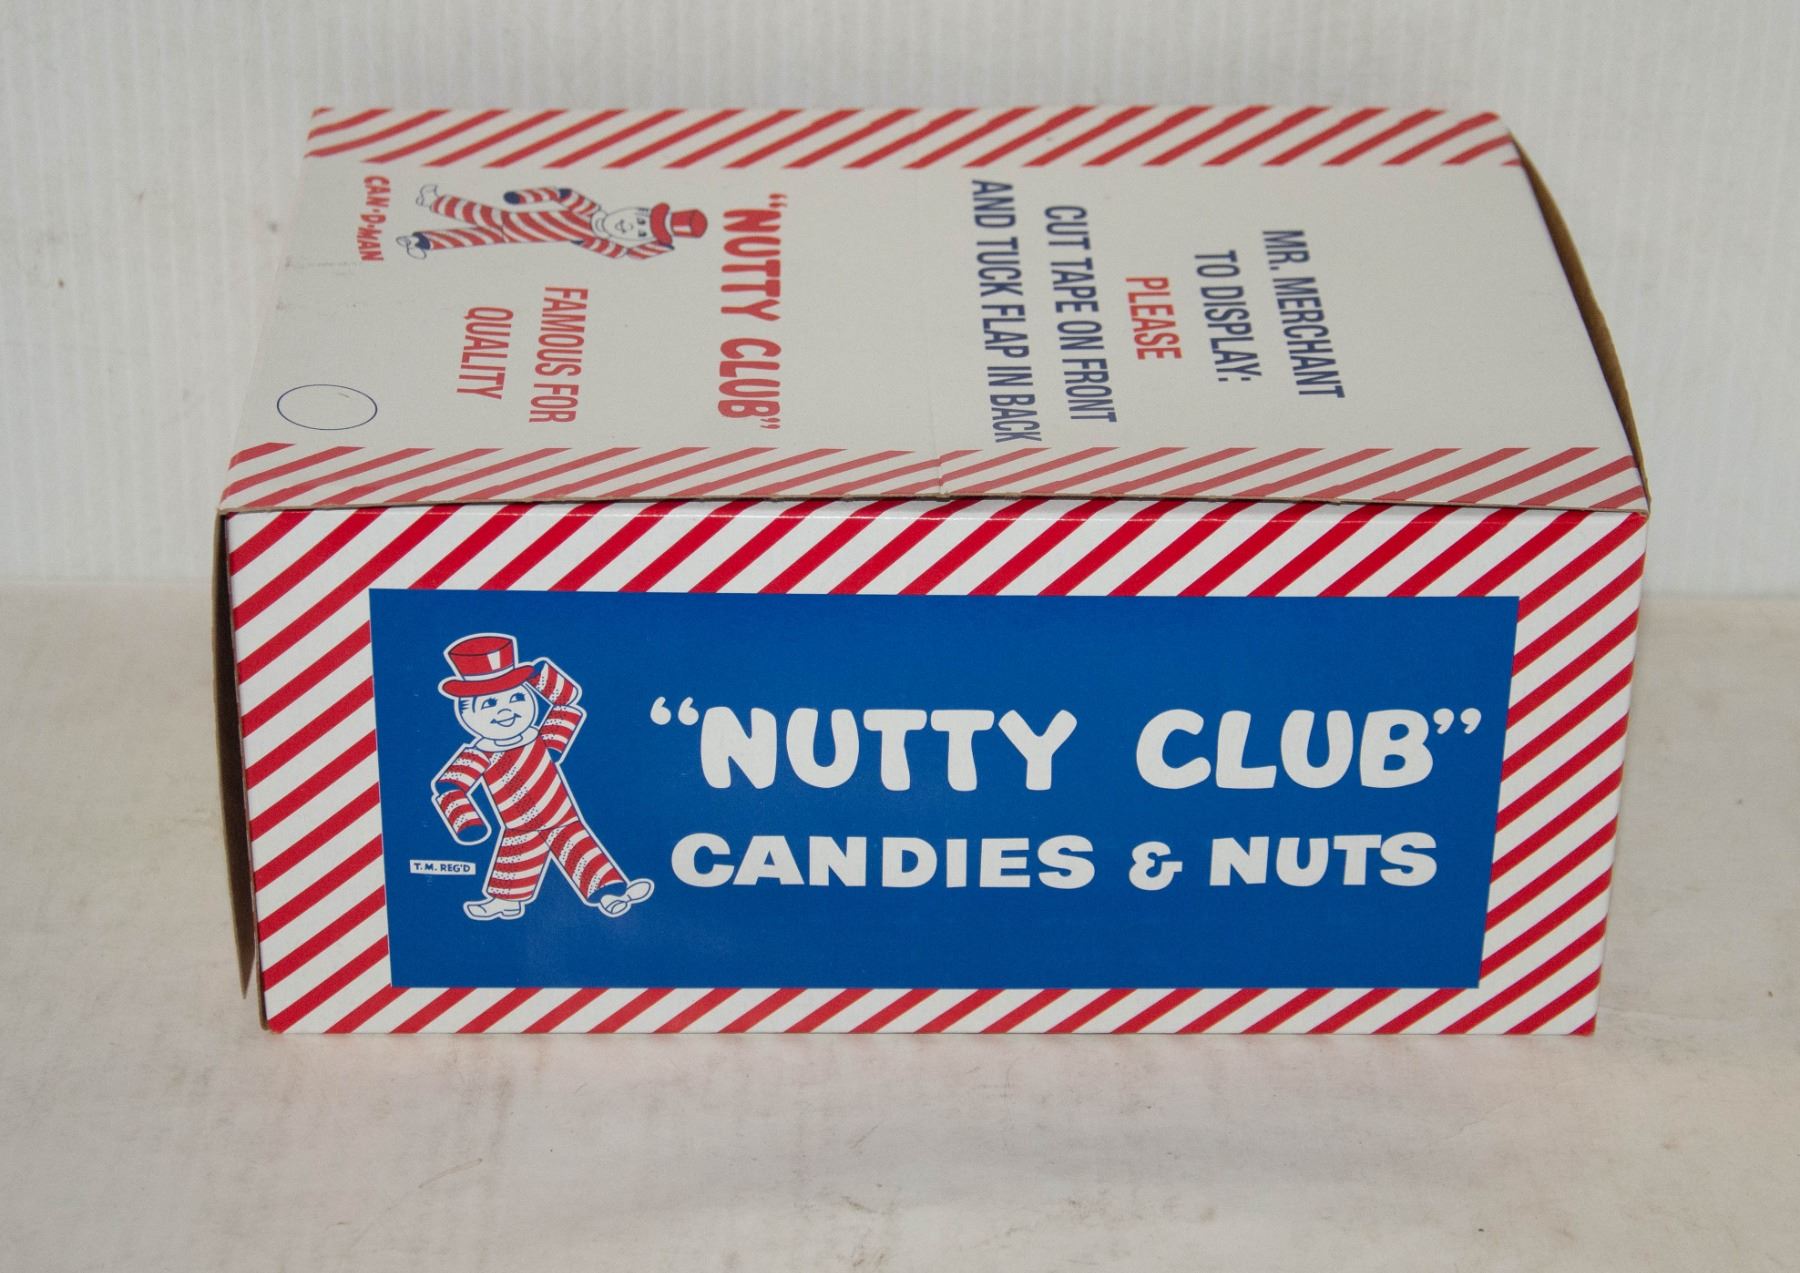 MR. MERCHANT
TO DISPLAY:
PLEASE
CUT TAPE ON FRONT
AND TUCK FLAP IN BACK
"NUTTY CLUB"
FAMOUS FOR
QUALITY
CAN-D-MAN
"NUTTY CLUB"
CANDIES & NUTS
T.M. REG'D